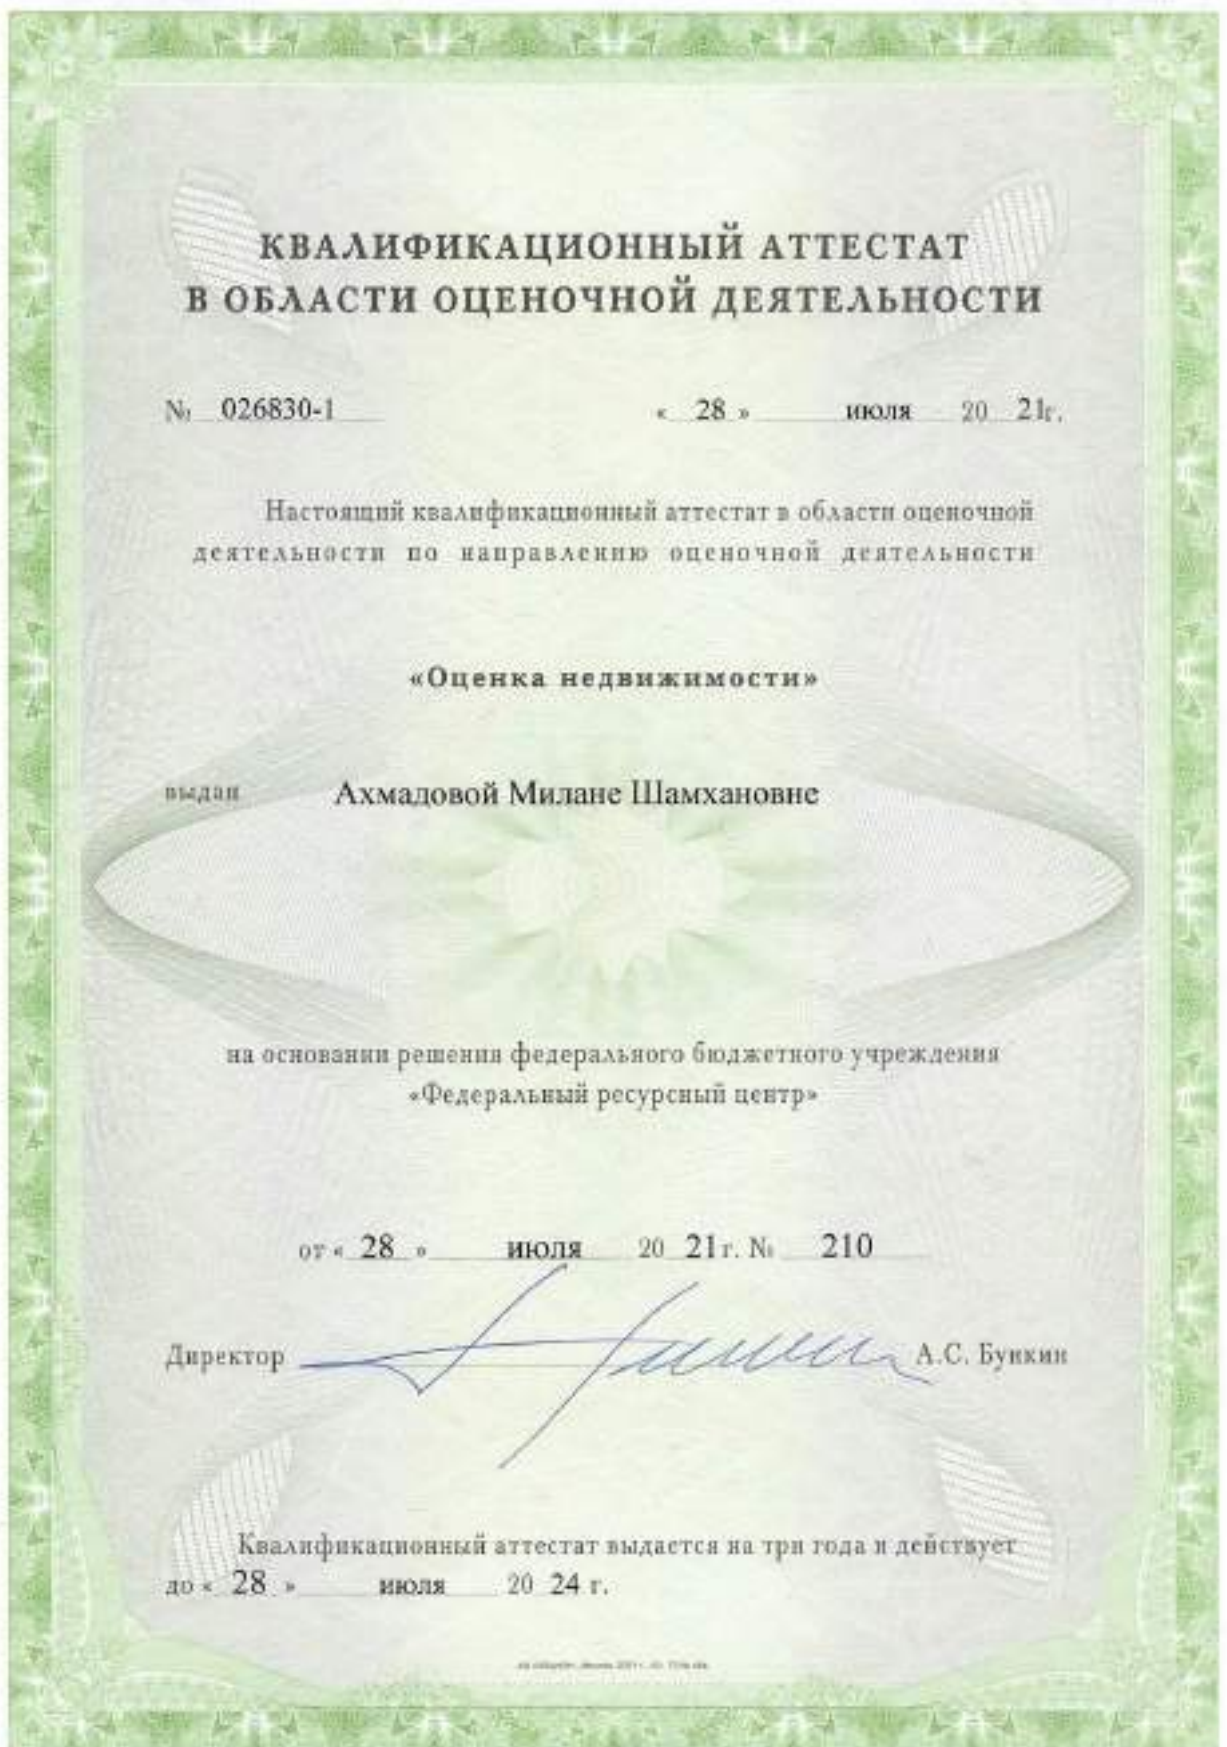 КВАЛИФИКАЦИОННЫЙ АТТЕСТАТ
В ОБЛАСТИ ОЦЕНОЧНОЙ ДЕЯТЕЛЬНОСТИ
№ 026830-1 « 28 » июля 20 21г.
Настоящий квалификационный аттестат в области оценочной
деятельности по направлению оценочной деятельности
«Оценка недвижимости»
выдан Ахмадовой Милане Шамхановне
на основании решения федерального бюджетного учреждения
«Федеральный ресурсный центр»
от « 28 » июля 20 21 г. № 210
Директор А.С. Бункин
Квалификационный аттестат выдается на три года и действует
до « 28 » июля 20 24 г.